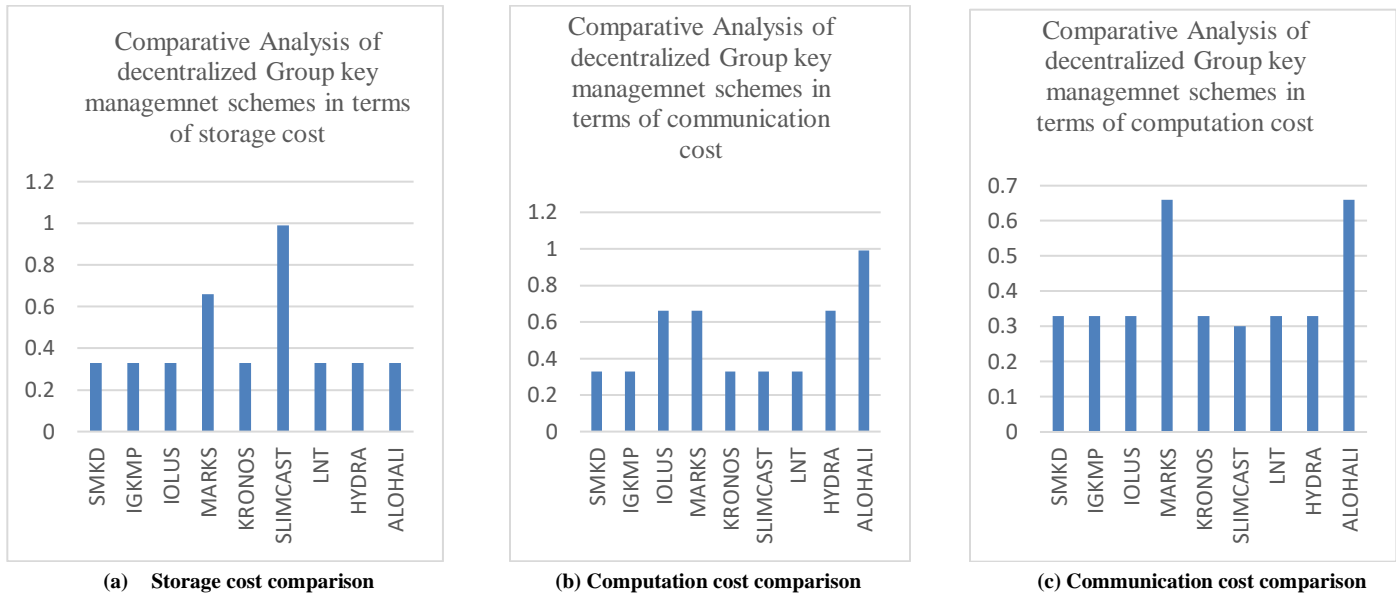 Comparative Analysis of
decentralized Group key
managemnet schemes in terms
of storage cost
1.2
1
0.8
0.6
0.4
0.2
0
SMKD
IGKMP
IOLUS
MARKS
KRONOS
SLIMCAST
LNT
HYDRA
ALOHALI
(a) Storage cost comparison
Comparative Analysis of
decentralized Group key
managemnet schemes in
terms of communication
cost
1.2
1
0.8
0.6
0.4
0.2
0
SMKD
IGKMP
IOLUS
MARKS
KRONOS
SLIMCAST
LNT
HYDRA
ALOHALI
(b) Computation cost comparison
Comparative Analysis of
decentralized Group key
managemnet schemes in
terms of computation cost
0.7
0.6
0.5
0.4
0.3
0.2
0.1
0
SMKD
IGKMP
IOLUS
MARKS
KRONOS
SLIMCAST
LNT
HYDRA
ALOHALI
(c) Communication cost comparison